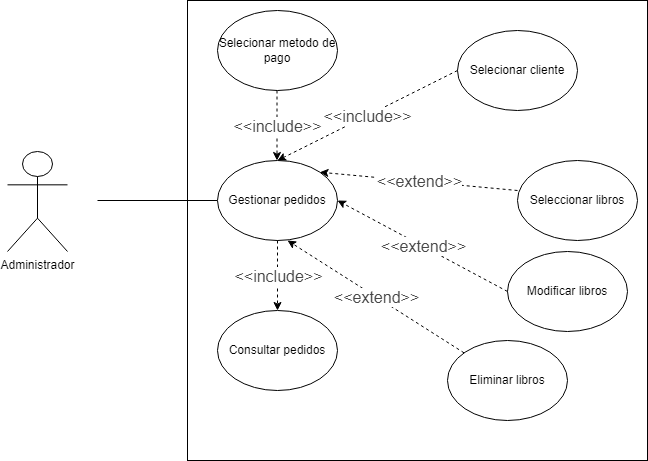 Selecionar metodo de
pago
Selecionar cliente
<<include>>
<<include>>
Gestionar pedidos
<<extend>>
Seleccionar libros
Administrador
<<extend>>
<<include>>
Modificar libros
<<extend>>
Consultar pedidos
Eliminar libros